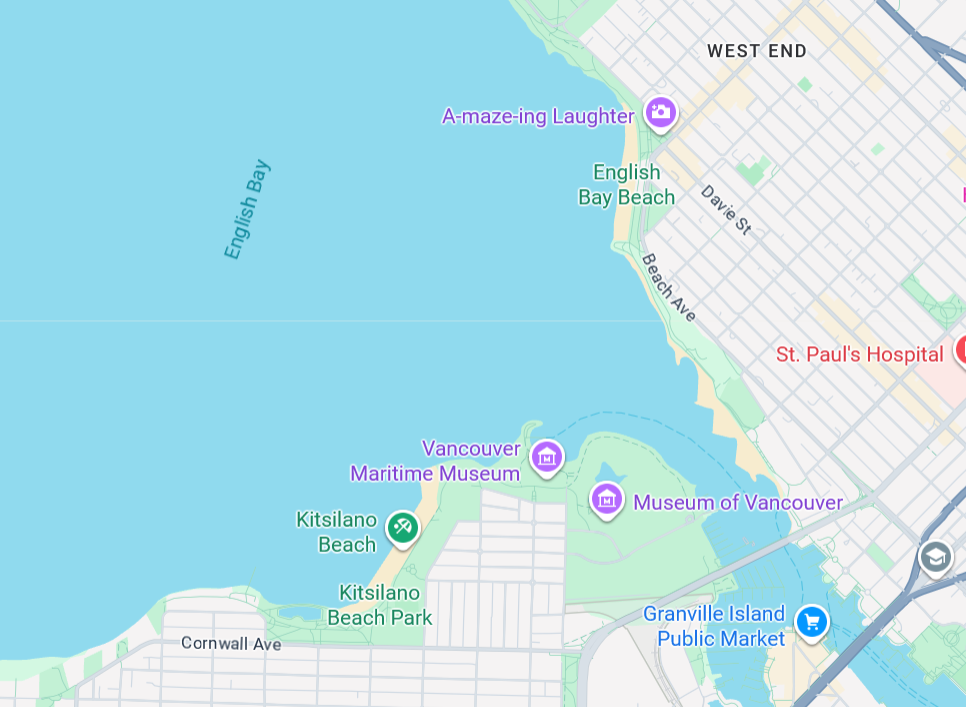 WEST END
A-maze-ing Laughter
English
Bay Beach
English Bay
Davie St
Beach Ave
St. Paul's Hospital
Vancouver
Maritime Museum
Museum of Vancouver
Kitsilano
Beach
Kitsilano
Beach Park
Granville Island
Public Market
Cornwall Ave